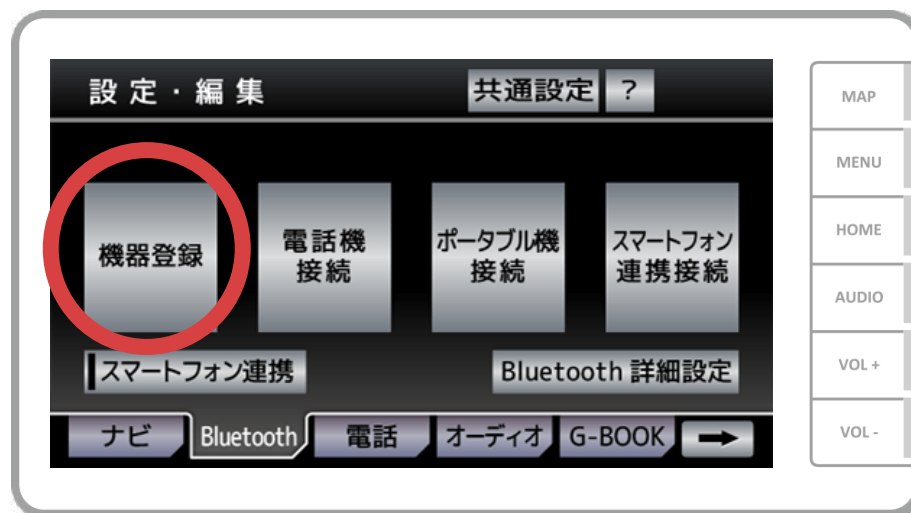 設定・編集
共通設定
?
機器登録
電話機
接続
ポータブル機
接続
スマートフォン
連携接続
スマートフォン連携
Bluetooth 詳細設定
ナビ
Bluetooth
電話
オーディオ
G-BOOK
MAP
MENU
HOME
AUDIO
VOL +
VOL -